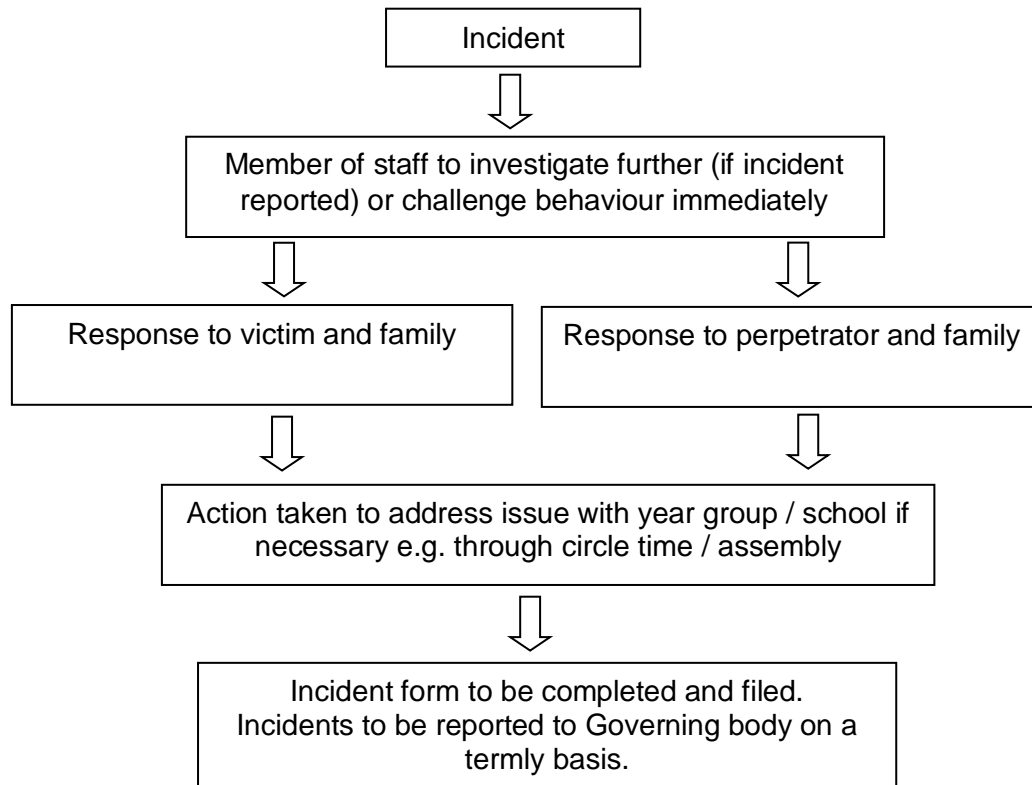 Incident
Member of staff to investigate further (if incident
reported) or challenge behaviour immediately
Response to victim and family
Response to perpetrator and family
Action taken to address issue with year group / school if
necessary e.g. through circle time / assembly
Incident form to be completed and filed.
Incidents to be reported to Governing body on a
termly basis.